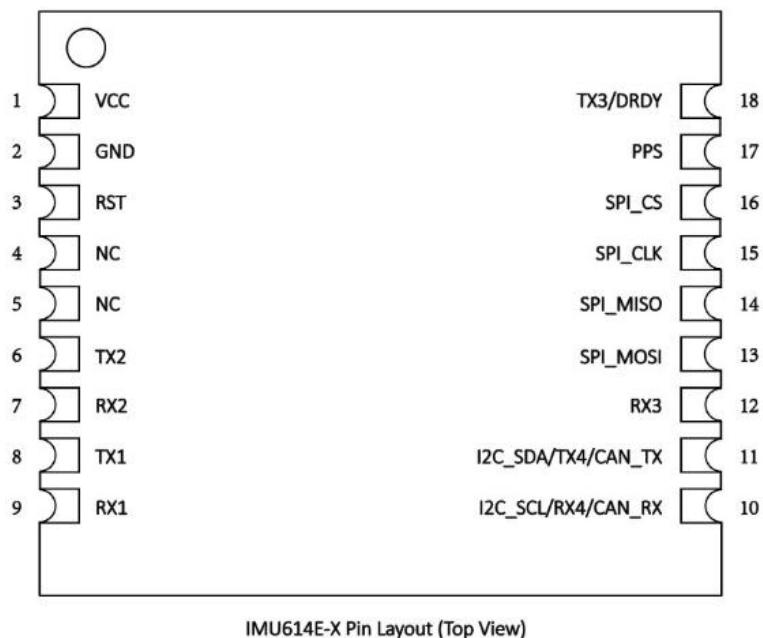 1 VCC TX3/DRDY 18
2 GND PPS 17
3 RST SPI_CS 16
4 NC SPI_CLK 15
5 NC SPI_MISO 14
6 TX2 SPI_MOSI 13
7 RX2 RX3 12
8 TX1 I2C_SDA/TX4/CAN_TX 11
9 RX1 I2C_SCL/RX4/CAN_RX 10
IMU614E-X Pin Layout (Top View)